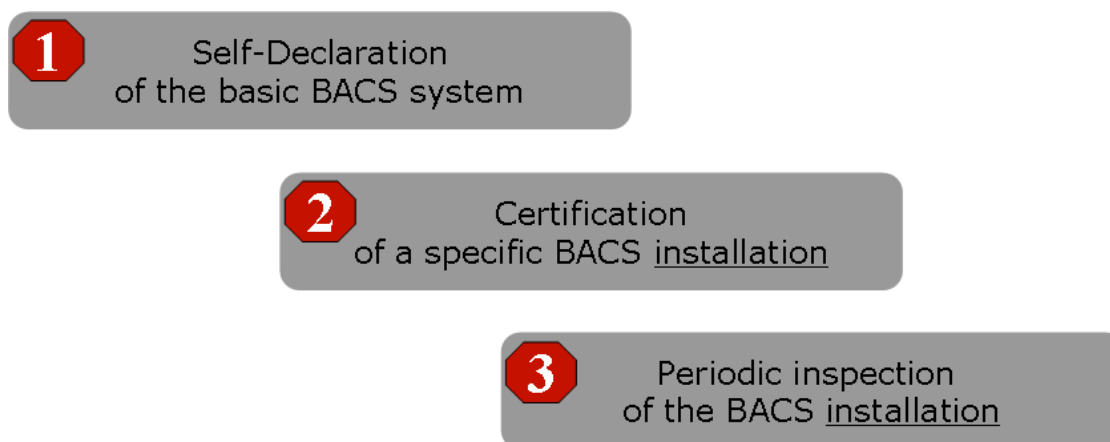 1
Self-Declaration
of the basic BACS system
2
Certification
of a specific BACS installation
3
Periodic inspection
of the BACS installation